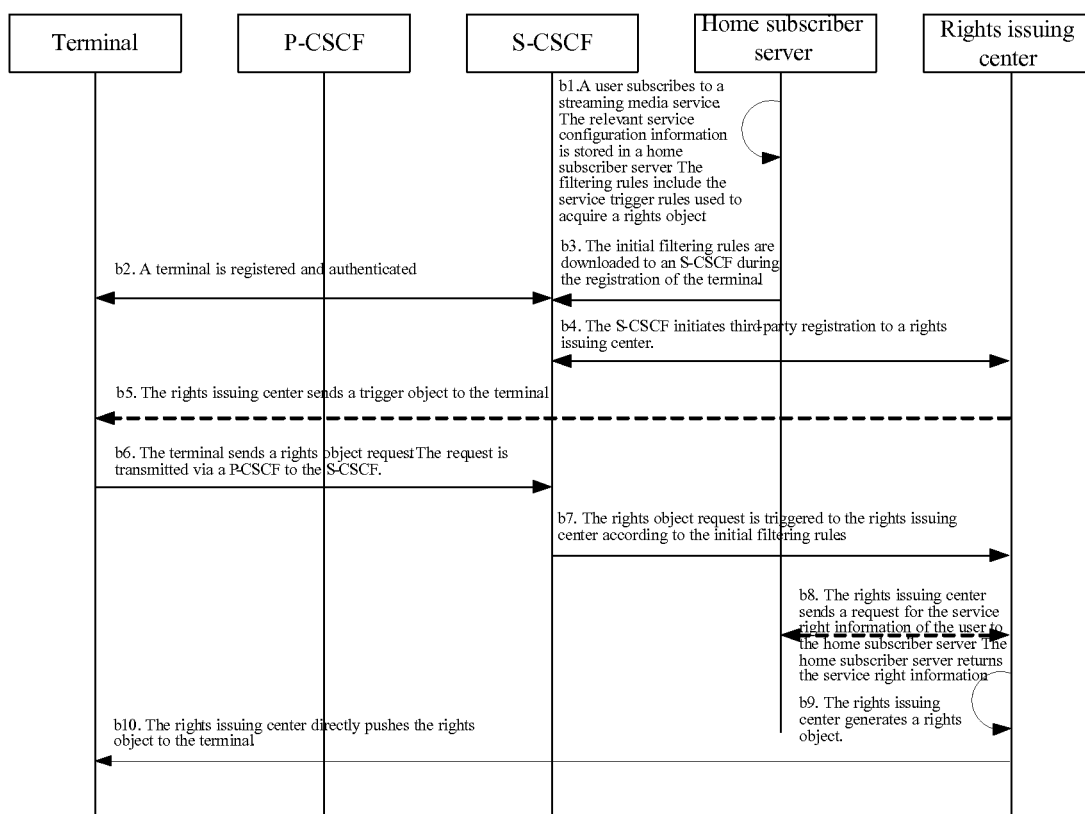 Terminal
P-CSCF
S-CSCF
Home subscriber
server
Rights issuing
center
b1.A user subscribes to a
streaming media service.
The relevant service
configuration information
is stored in a home
subscriber server. The
filtering rules include the
service trigger rules used to
acquire a rights object
b2. A terminal is registered and authenticated
b3. The initial filtering rules are
downloaded to an S-CSCF during
the registration of the terminal.
b4. The S-CSCF initiates third-party registration to a rights
issuing center.
b5. The rights issuing center sends a trigger object to the terminal
b6. The terminal sends a rights object request.The request is
transmitted via a P-CSCF to the S-CSCF.
b7. The rights object request is triggered to the rights issuing
center according to the initial filtering rules
b8. The rights issuing center
sends a request for the service
right information of the user to
the home subscriber server. The
home subscriber server returns
the service right information
b9. The rights issuing
center generates a rights
object.
b10. The rights issuing center directly pushes the rights
object to the terminal.